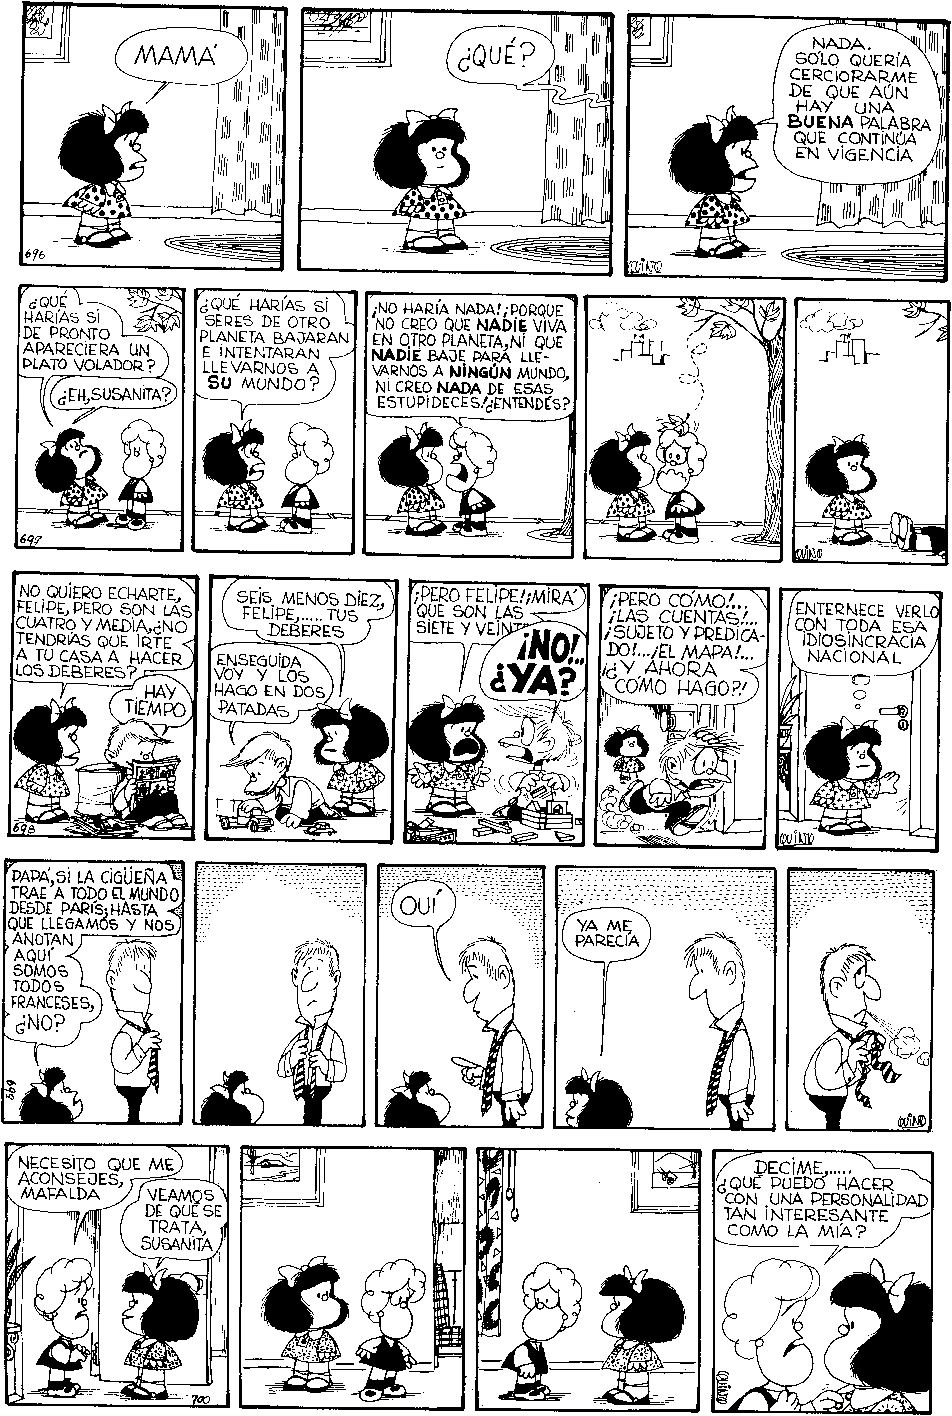 MAMÁ
696
¿QUÉ?
NADA.
SÓLO QUERÍA
CERCIORARME
DE QUE AÚN
HAY UNA
BUENA PALABRA
QUE CONTINÚA
EN VIGENCIA
QUINO
¿QUÉ
HARÍAS SI
DE PRONTO
APARECIERA UN
PLATO VOLADOR?
¿EH, SUSANITA?
697
¿QUÉ HARÍAS SI
SERES DE OTRO
PLANETA BAJARAN
E INTENTARAN
LLEVARNOS A
SU MUNDO?
¡NO HARÍA NADA! ¡PORQUE
NO CREO QUE NADIE VIVA
EN OTRO PLANETA, NI QUE
NADIE BAJE PARA LLE-
VARNOS A NINGÚN MUNDO,
NI CREO NADA DE ESAS
ESTUPIDECES! ¿ENTENDÉS?
QUINO
NO QUIERO ECHARTE,
FELIPE, PERO SON LAS
CUATRO Y MEDIA, ¿NO
TENDRÍAS QUE IRTE
A TU CASA A HACER
LOS DEBERES?
HAY
TIEMPO
698
SEIS MENOS DIEZ,
FELIPE,..... TUS
DEBERES
ENSEGUIDA
VOY Y LOS
HAGO EN DOS
PATADAS
¡PERO FELIPE! ¡MIRÁ
QUE SON LAS
SIETE Y VEINT
¡NO!..
¿YA?
¡PERO CÓMO!...
¡LAS CUENTAS!...
¡SUJETO Y PREDICA-
DO!...¡EL MAPA!...
¡¿Y AHORA
CÓMO HAGO?!
ENTERNECE VERLO
CON TODA ESA
IDIOSINCRACIA
NACIONAL
QUINO
PAPÁ, SI LA CIGÜEÑA
TRAE A TODO EL MUNDO
DESDE PARÍS; HASTA
QUE LLEGAMOS Y NOS
ANOTAN
AQUÍ
SOMOS
TODOS
FRANCESES,
¿NO?
699
OUÍ
YA ME
PARECÍA
QUINO
NECESITO QUE ME
ACONSEJES,
MAFALDA
VEAMOS
DE QUÉ SE
TRATA,
SUSANITA
700
DECIME,.....
¿QUÉ PUEDO HACER
CON UNA PERSONALIDAD
TAN INTERESANTE
COMO LA MÍA?
QUINO